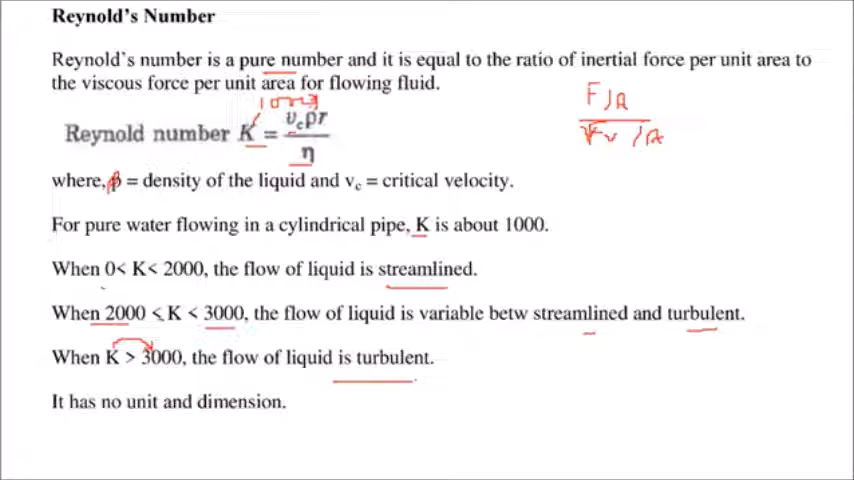 Reynold's Number
Reynold's number is a pure number and it is equal to the ratio of inertial force per unit area to
the viscous force per unit area for flowing fluid.
F/A
1000
Reynold number K = v_cρr / η
Fv/A
where, ρ = density of the liquid and v_c = critical velocity.
For pure water flowing in a cylindrical pipe, K is about 1000.
When 0< K< 2000, the flow of liquid is streamlined.
When 2000 < K < 3000, the flow of liquid is variable betw streamlined and turbulent.
When K > 3000, the flow of liquid is turbulent.
It has no unit and dimension.